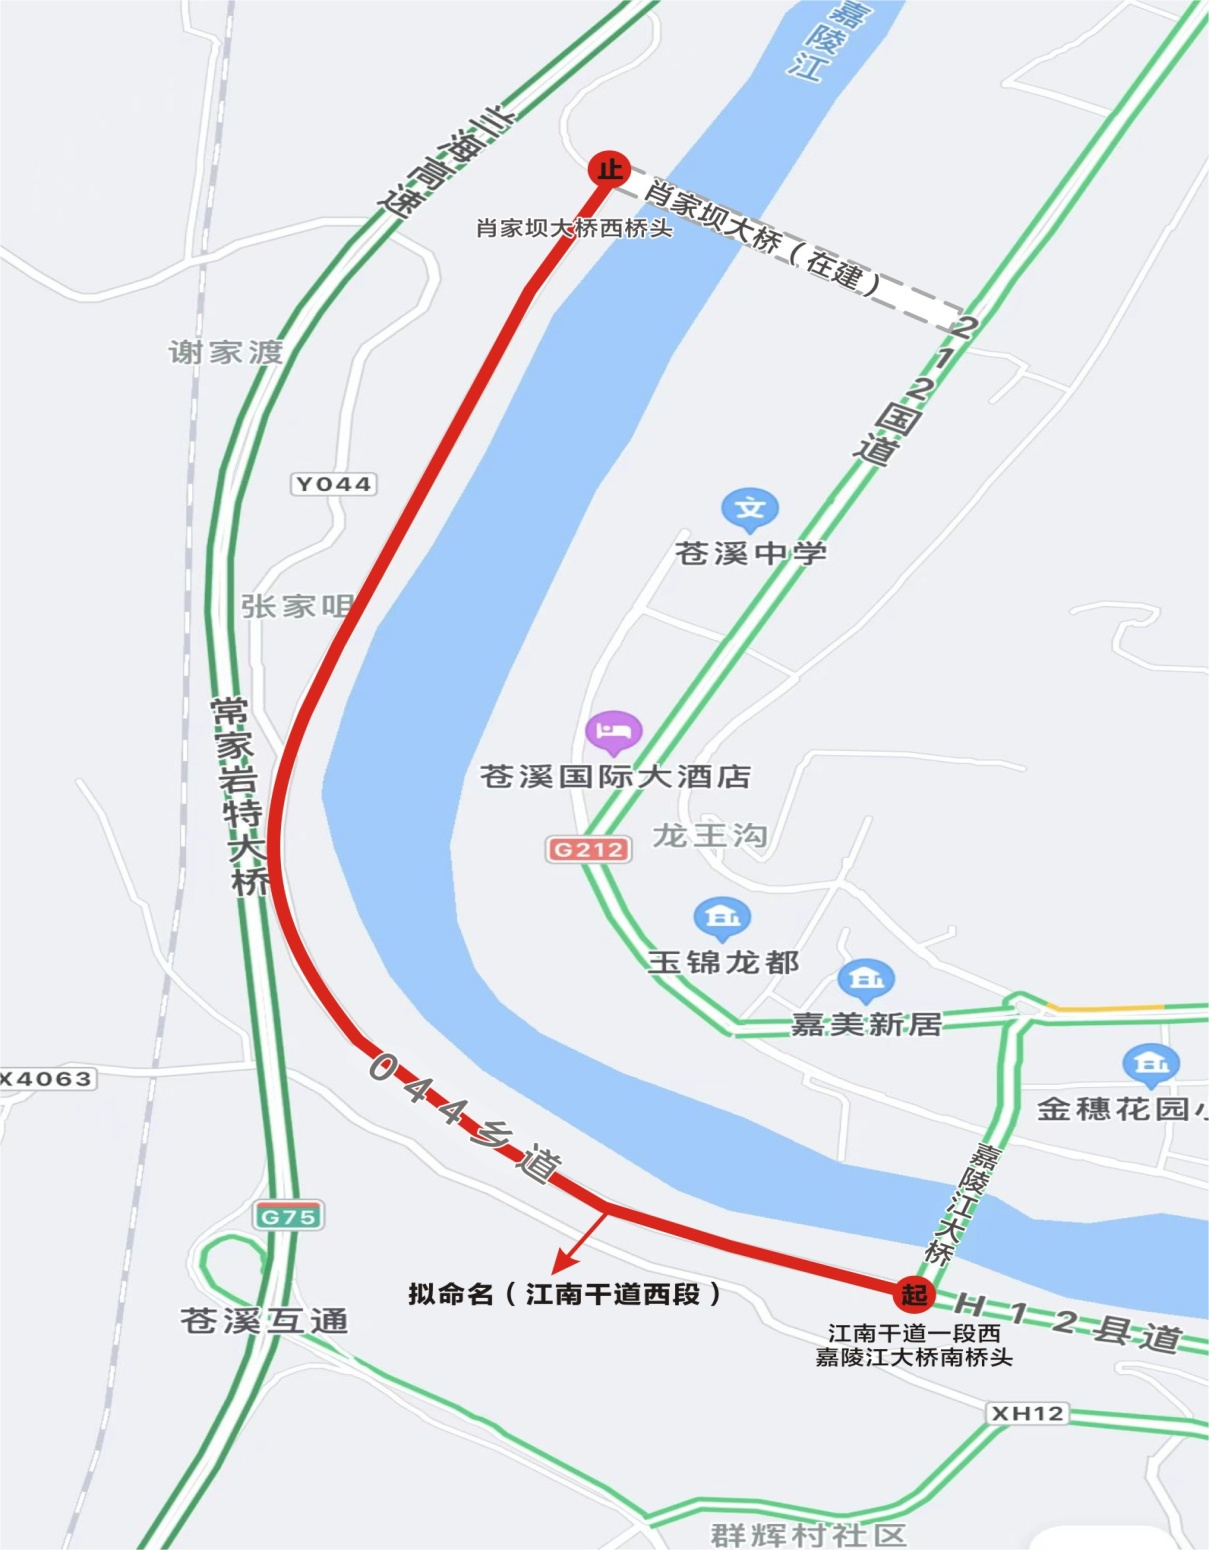 嘉陵江
兰海高速
止
肖家坝大桥（在建）
肖家坝大桥西桥头
212国道
谢家渡
Y044
文
苍溪中学
张家咀
常家岩特大桥
苍溪国际大酒店
G212
龙王沟
玉锦龙都
嘉美新居
X4063
金穗花园小
044乡道
嘉陵江大桥
G75
拟命名（江南干道西段）
起
H12县道
苍溪互通
江南干道一段西
嘉陵江大桥南桥头
XH12
群辉村社区